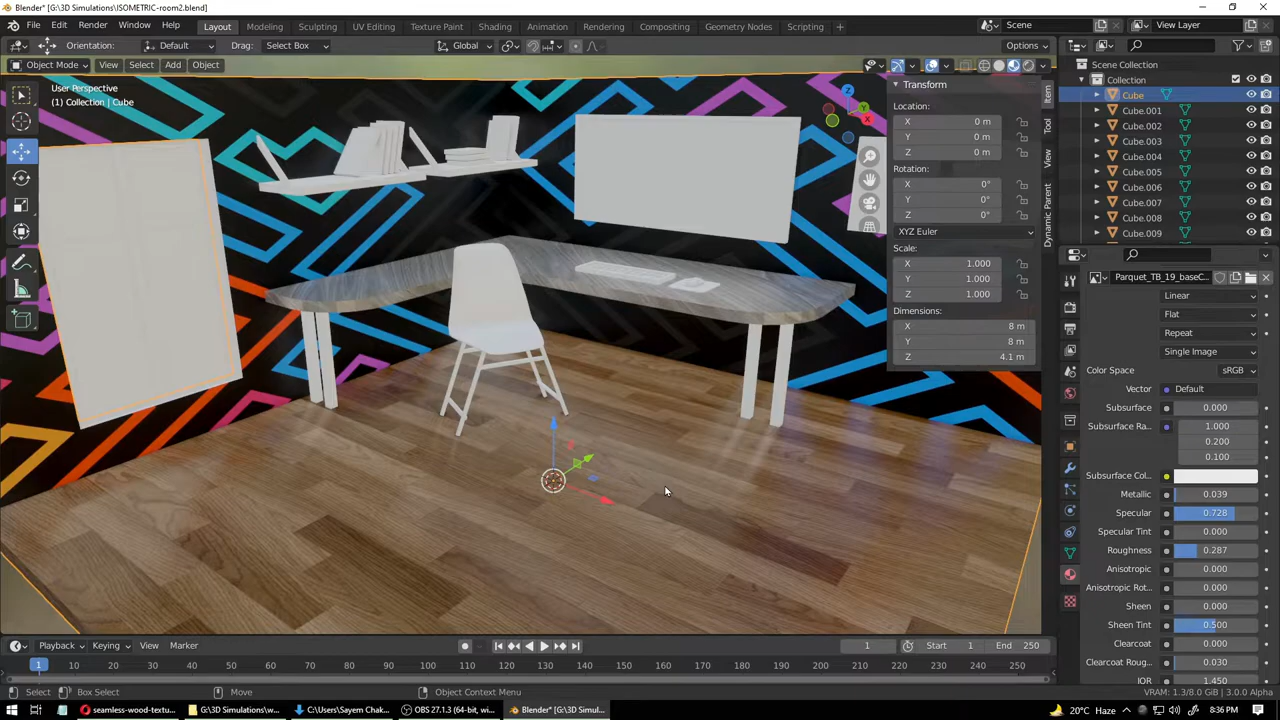 Blender* [G:\3D Simulations\ISOMETRIC-room2.blend]
File Edit Render Window Help
Layout Modeling Sculpting UV Editing Texture Paint Shading Animation Rendering Compositing Geometry Nodes Scripting +
Scene
View Layer
Orientation: Default Drag: Select Box Global Options
Object Mode View Select Add Object
User Perspective
(1) Collection | Cube
Z
Y
X
Transform
Location:
X 0 m
Y 0 m
Z 0 m
Rotation:
X 0°
Y 0°
Z 0°
XYZ Euler
Scale:
X 1.000
Y 1.000
Z 1.000
Dimensions:
X 8 m
Y 8 m
Z 4.1 m
Item
Tool
View
Dynamic Parent
Scene Collection
Collection
Cube
Cube.001
Cube.002
Cube.003
Cube.004
Cube.005
Cube.006
Cube.007
Cube.008
Cube.009
Parquet_TB_19_baseC...
Linear
Flat
Repeat
Single Image
Color Space sRGB
Vector Default
Subsurface 0.000
Subsurface Ra... 1.000
0.200
0.100
Subsurface Col...
Metallic 0.039
Specular 0.728
Specular Tint 0.000
Roughness 0.287
Anisotropic 0.000
Anisotropic Rot... 0.000
Sheen 0.000
Sheen Tint 0.500
Clearcoat 0.000
Clearcoat Roug... 0.030
IOR 1.450
Playback Keying View Marker
1 Start 1 End 250
1 10 20 30 40 50 60 70 80 90 100 110 120 130 140 150 160 170 180 190 200 210 220 230 240 250
Select Box Select Move Object Context Menu
VRAM: 1.3/8.0 GiB | 3.0.0 Alpha
seamless-wood-textu... G:\3D Simulations\w... C:\Users\Sayem Chak... OBS 27.1.3 (64-bit, wi... Blender* [G:\3D Simul...
20°C Haze 8:36 PM